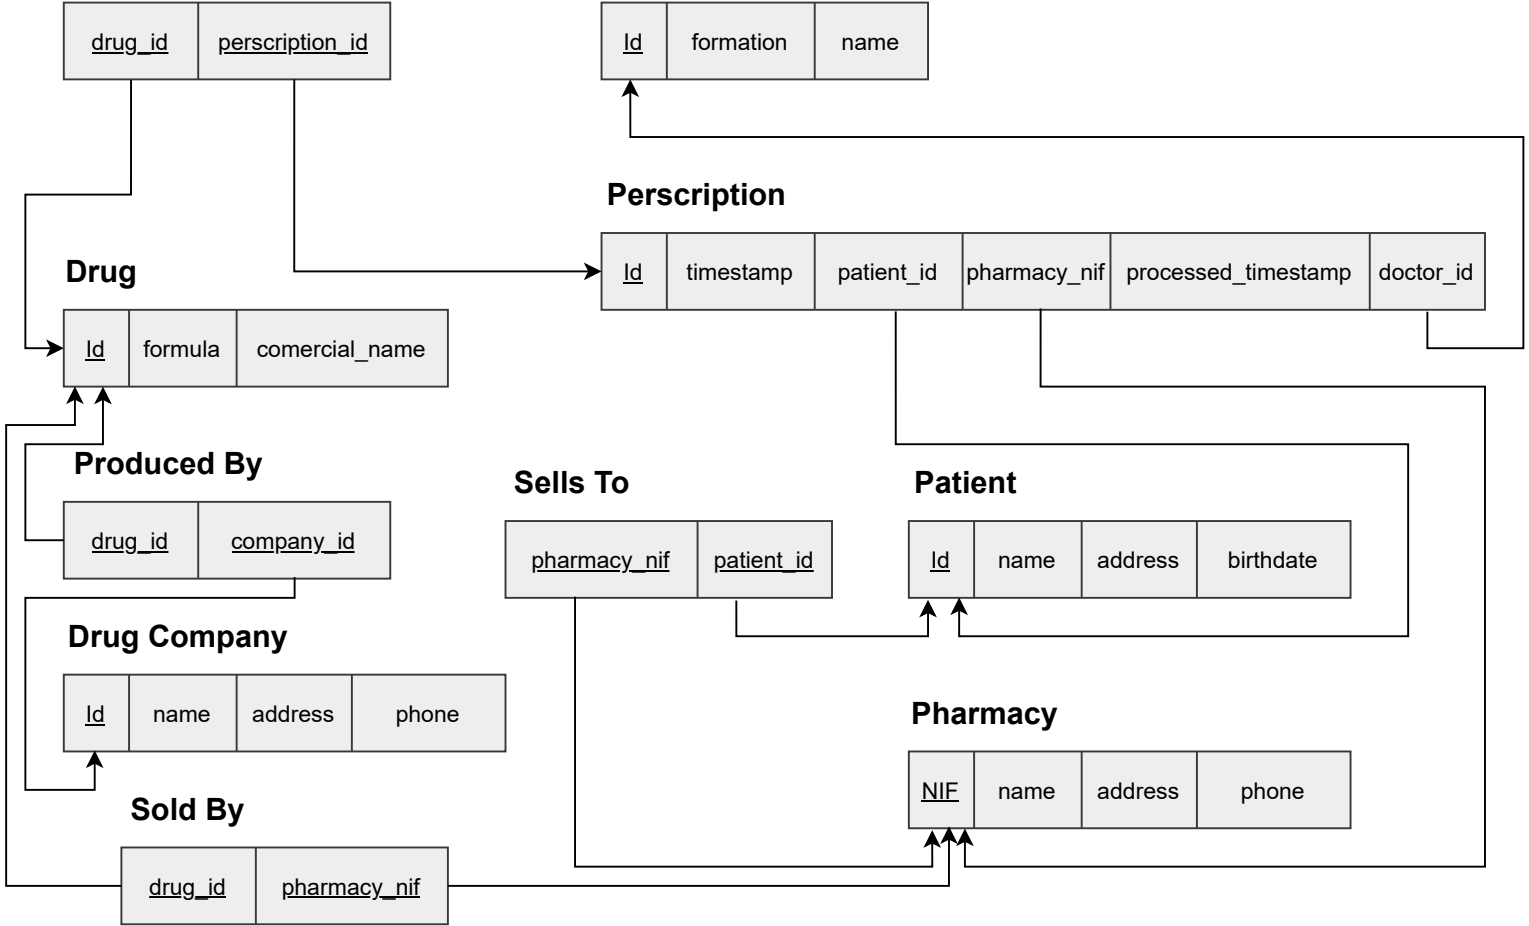 drug_id perscription_id
Id formation name
Perscription
Id timestamp patient_id pharmacy_nif processed_timestamp doctor_id
Drug
Id formula comercial_name
Produced By
drug_id company_id
Sells To
pharmacy_nif patient_id
Patient
Id name address birthdate
Drug Company
Id name address phone
Pharmacy
NIF name address phone
Sold By
drug_id pharmacy_nif